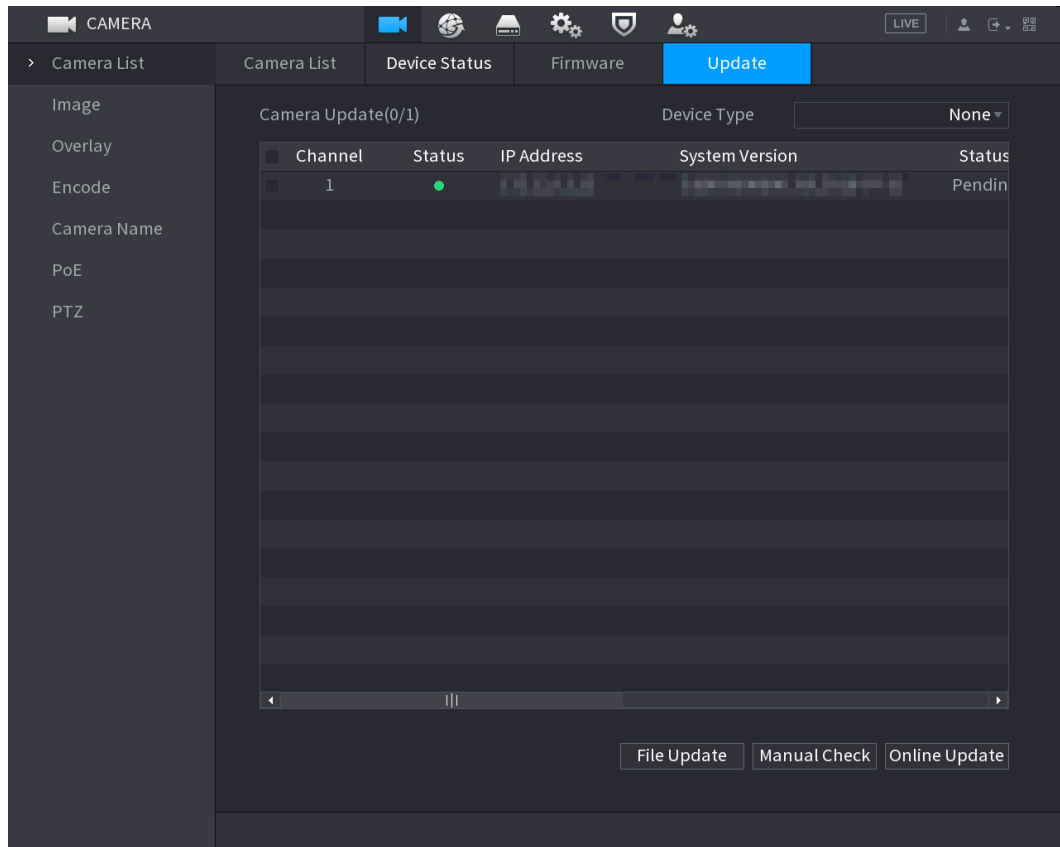 CAMERA
LIVE
Camera List
Image
Overlay
Encode
Camera Name
PoE
PTZ
Camera List Device Status Firmware Update
Camera Update(0/1) Device Type None
Channel Status IP Address System Version Status
1 Pendin
File Update Manual Check Online Update